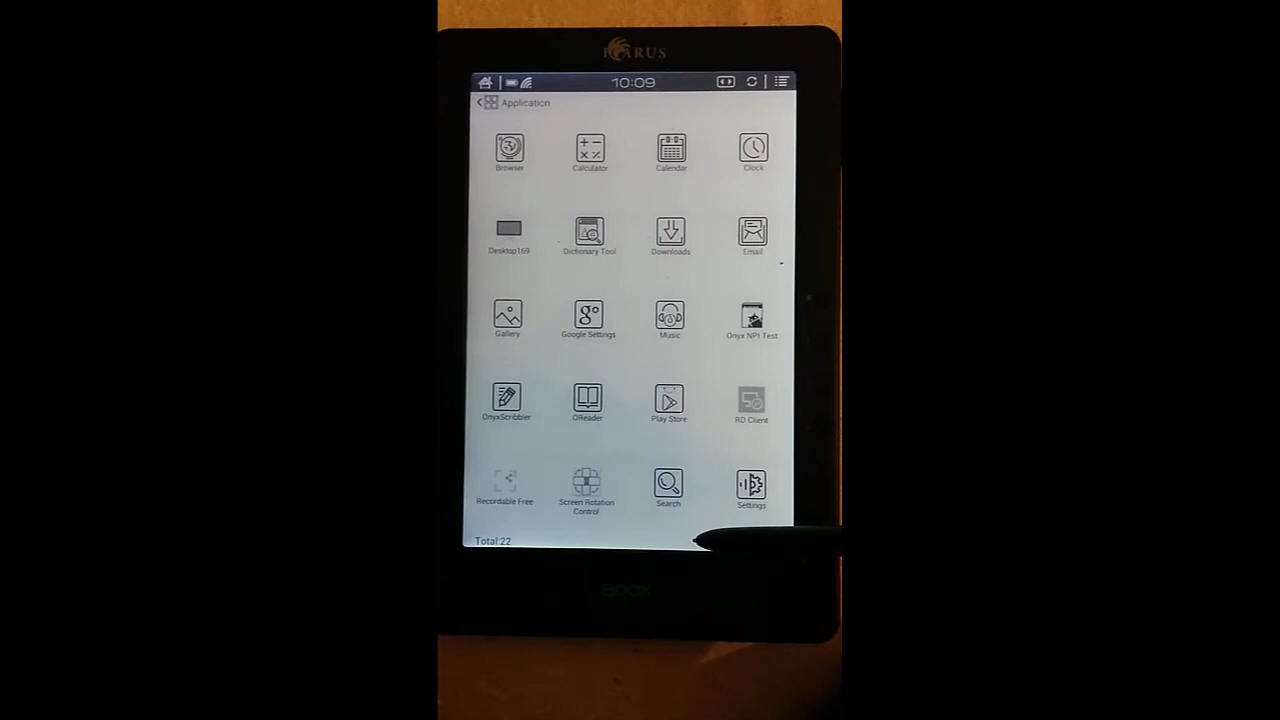 ICARUS
10:09
Application
Browser
Calculator
Calendar
Clock
Desktop169
Dictionary Tool
Downloads
Email
Gallery
Google Settings
Music
Onyx NPI Test
OnyxScribbler
OReader
Play Store
RD Client
Recordable Free
Screen Rotation
Control
Search
Settings
Total:22
BOOX